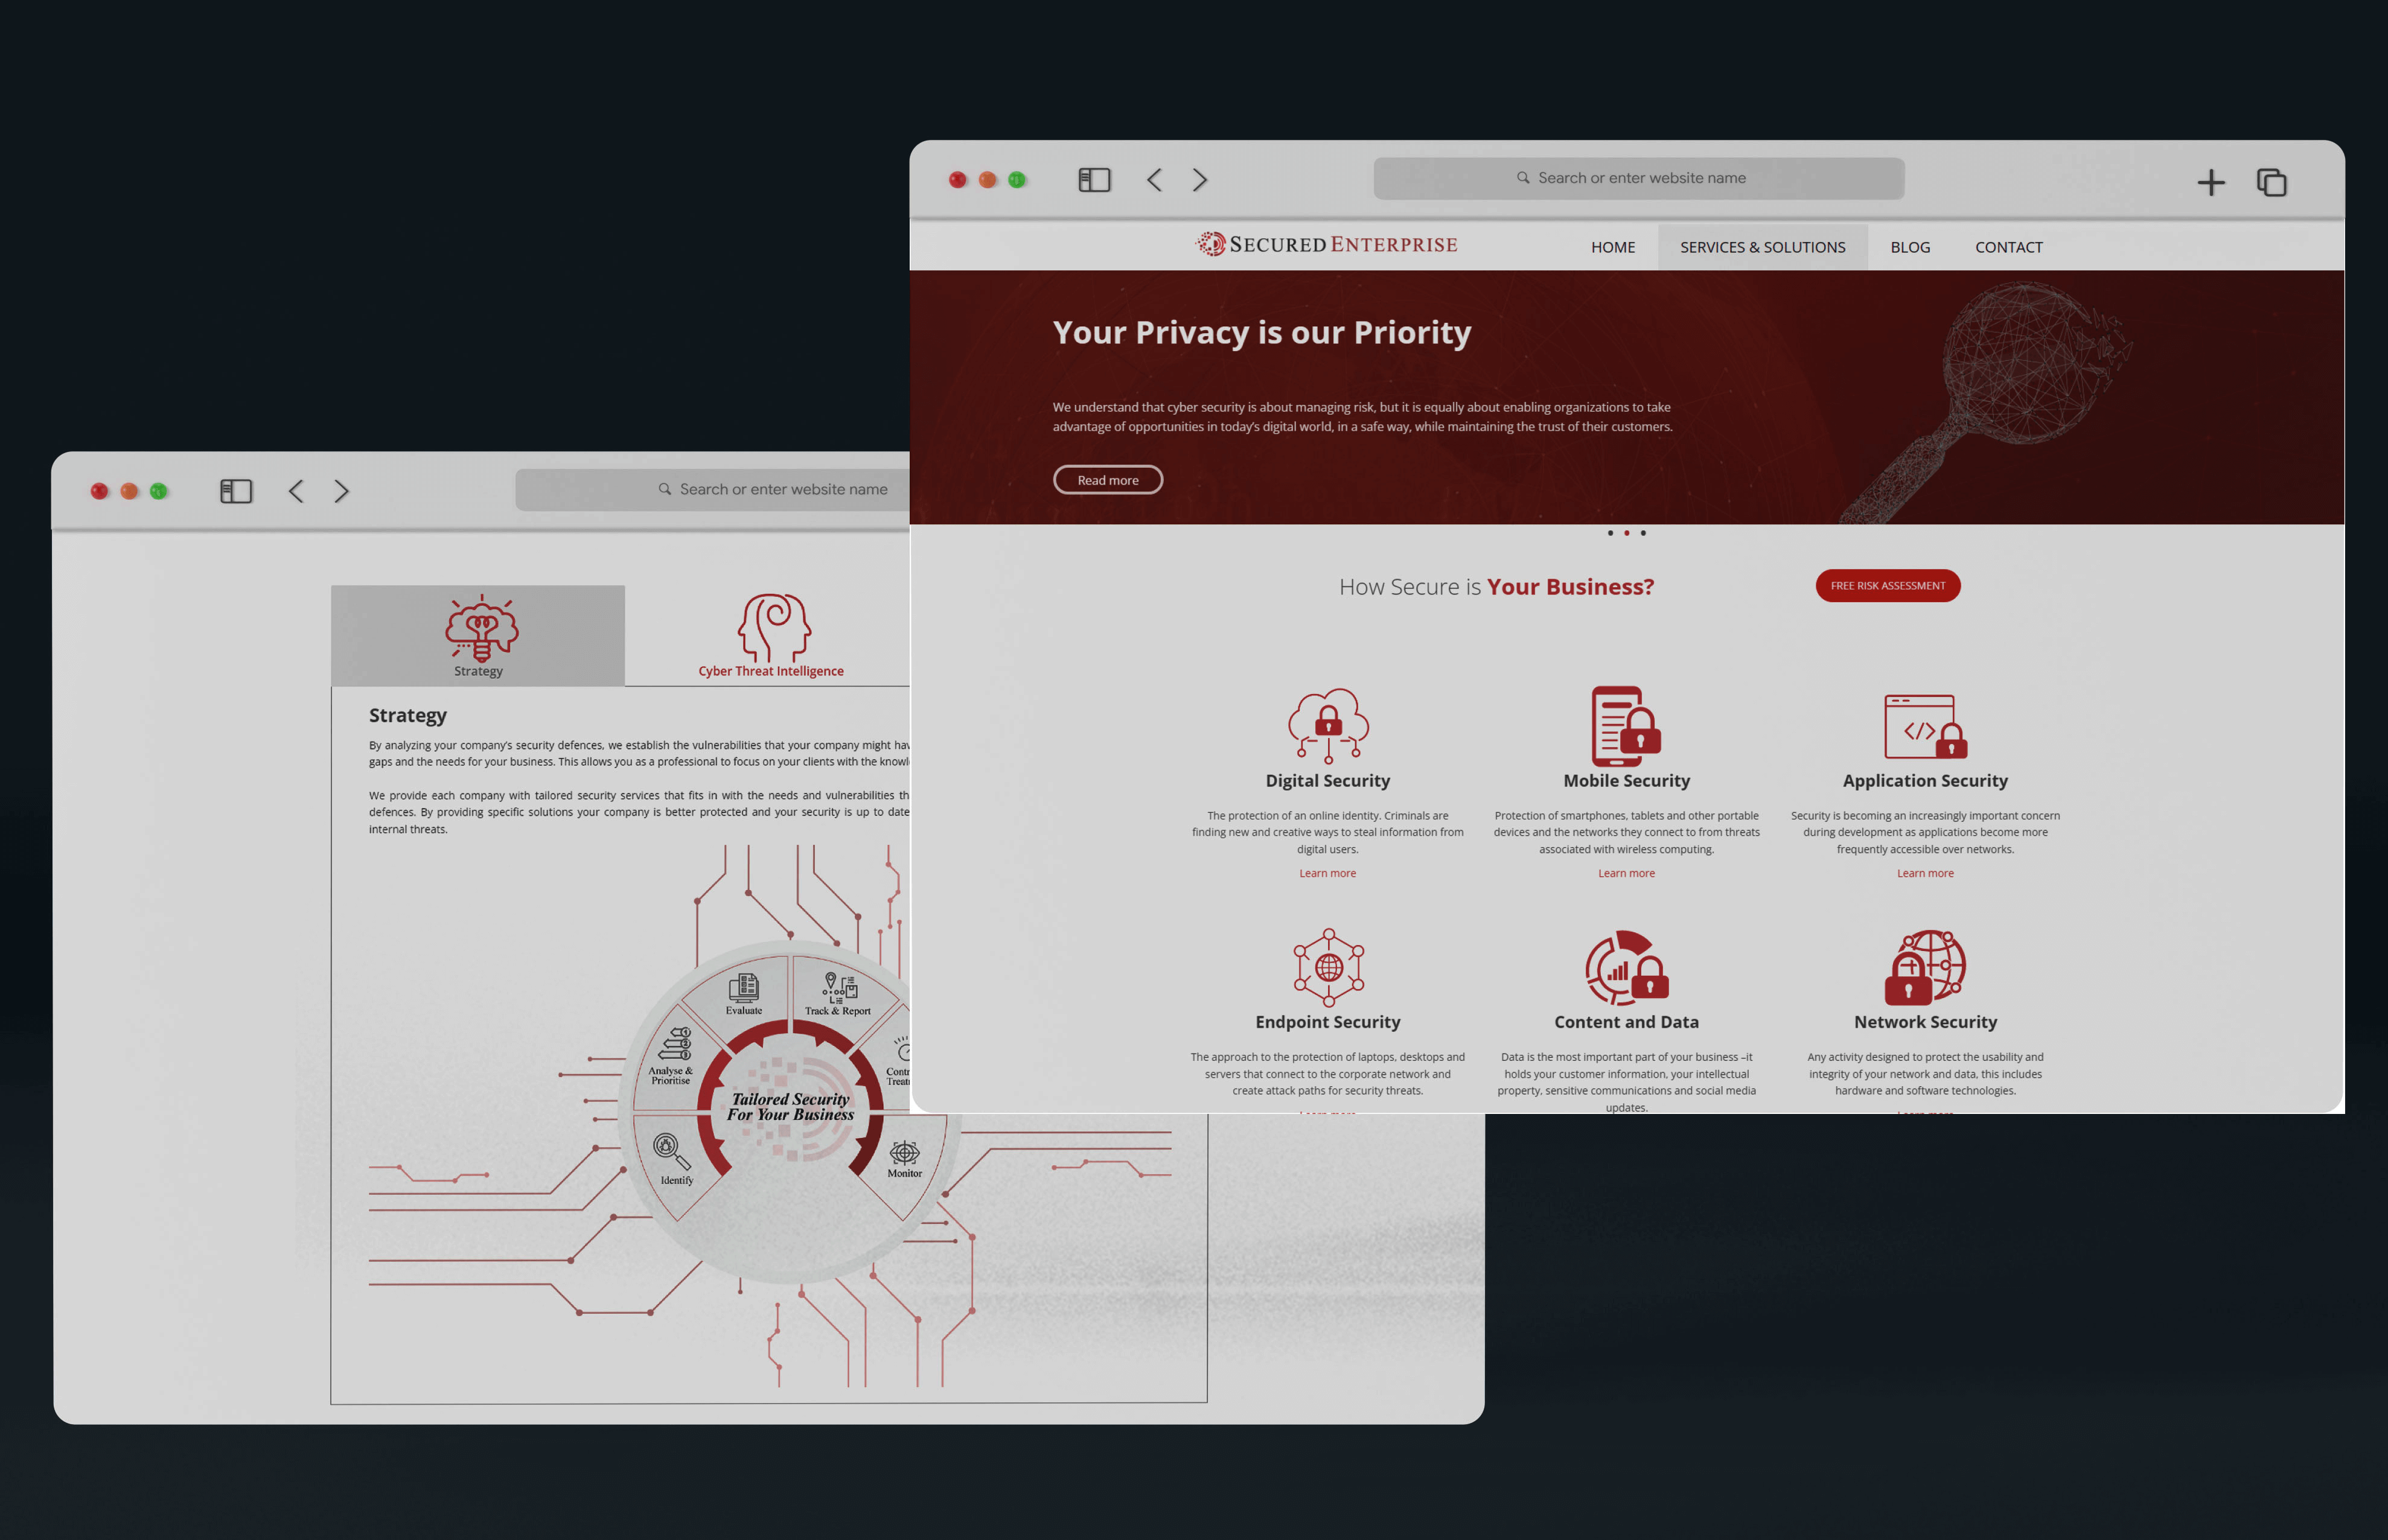 Search or enter website name
SECURED ENTERPRISE
HOME
SERVICES & SOLUTIONS
BLOG
CONTACT
Your Privacy is our Priority
We understand that cyber security is about managing risk, but it is equally about enabling organizations to take
advantage of opportunities in today's digital world, in a safe way, while maintaining the trust of their customers.
Read more
How Secure is Your Business?
FREE RISK ASSESSMENT
Digital Security
The protection of an online identity. Criminals are
finding new and creative ways to steal information from
digital users.
Learn more
Mobile Security
Protection of smartphones, tablets and other portable
devices and the networks they connect to from threats
associated with wireless computing.
Learn more
Application Security
Security is becoming an increasingly important concern
during development as applications become more
frequently accessible over networks.
Learn more
Endpoint Security
The approach to the protection of laptops, desktops and
servers that connect to the corporate network and
create attack paths for security threats.
Content and Data
Data is the most important part of your business –it
holds your customer information, your intellectual
property, sensitive communications and social media
updates.
Network Security
Any activity designed to protect the usability and
integrity of your network and data, this includes
hardware and software technologies.
Search or enter website name
Strategy
Cyber Threat Intelligence
Strategy
By analyzing your company's security defences, we establish the vulnerabilities that your company might
gaps and the needs for your business. This allows you as a professional to focus on your clients with the
We provide each company with tailored security services that fits in with the needs and vulnerabilities
defences. By providing specific solutions your company is better protected and your security is up to date
internal threats.
Evaluate
Track & Report
Analyse &
Prioritise
Tailored Security
For Your Business
Identify
Monitor